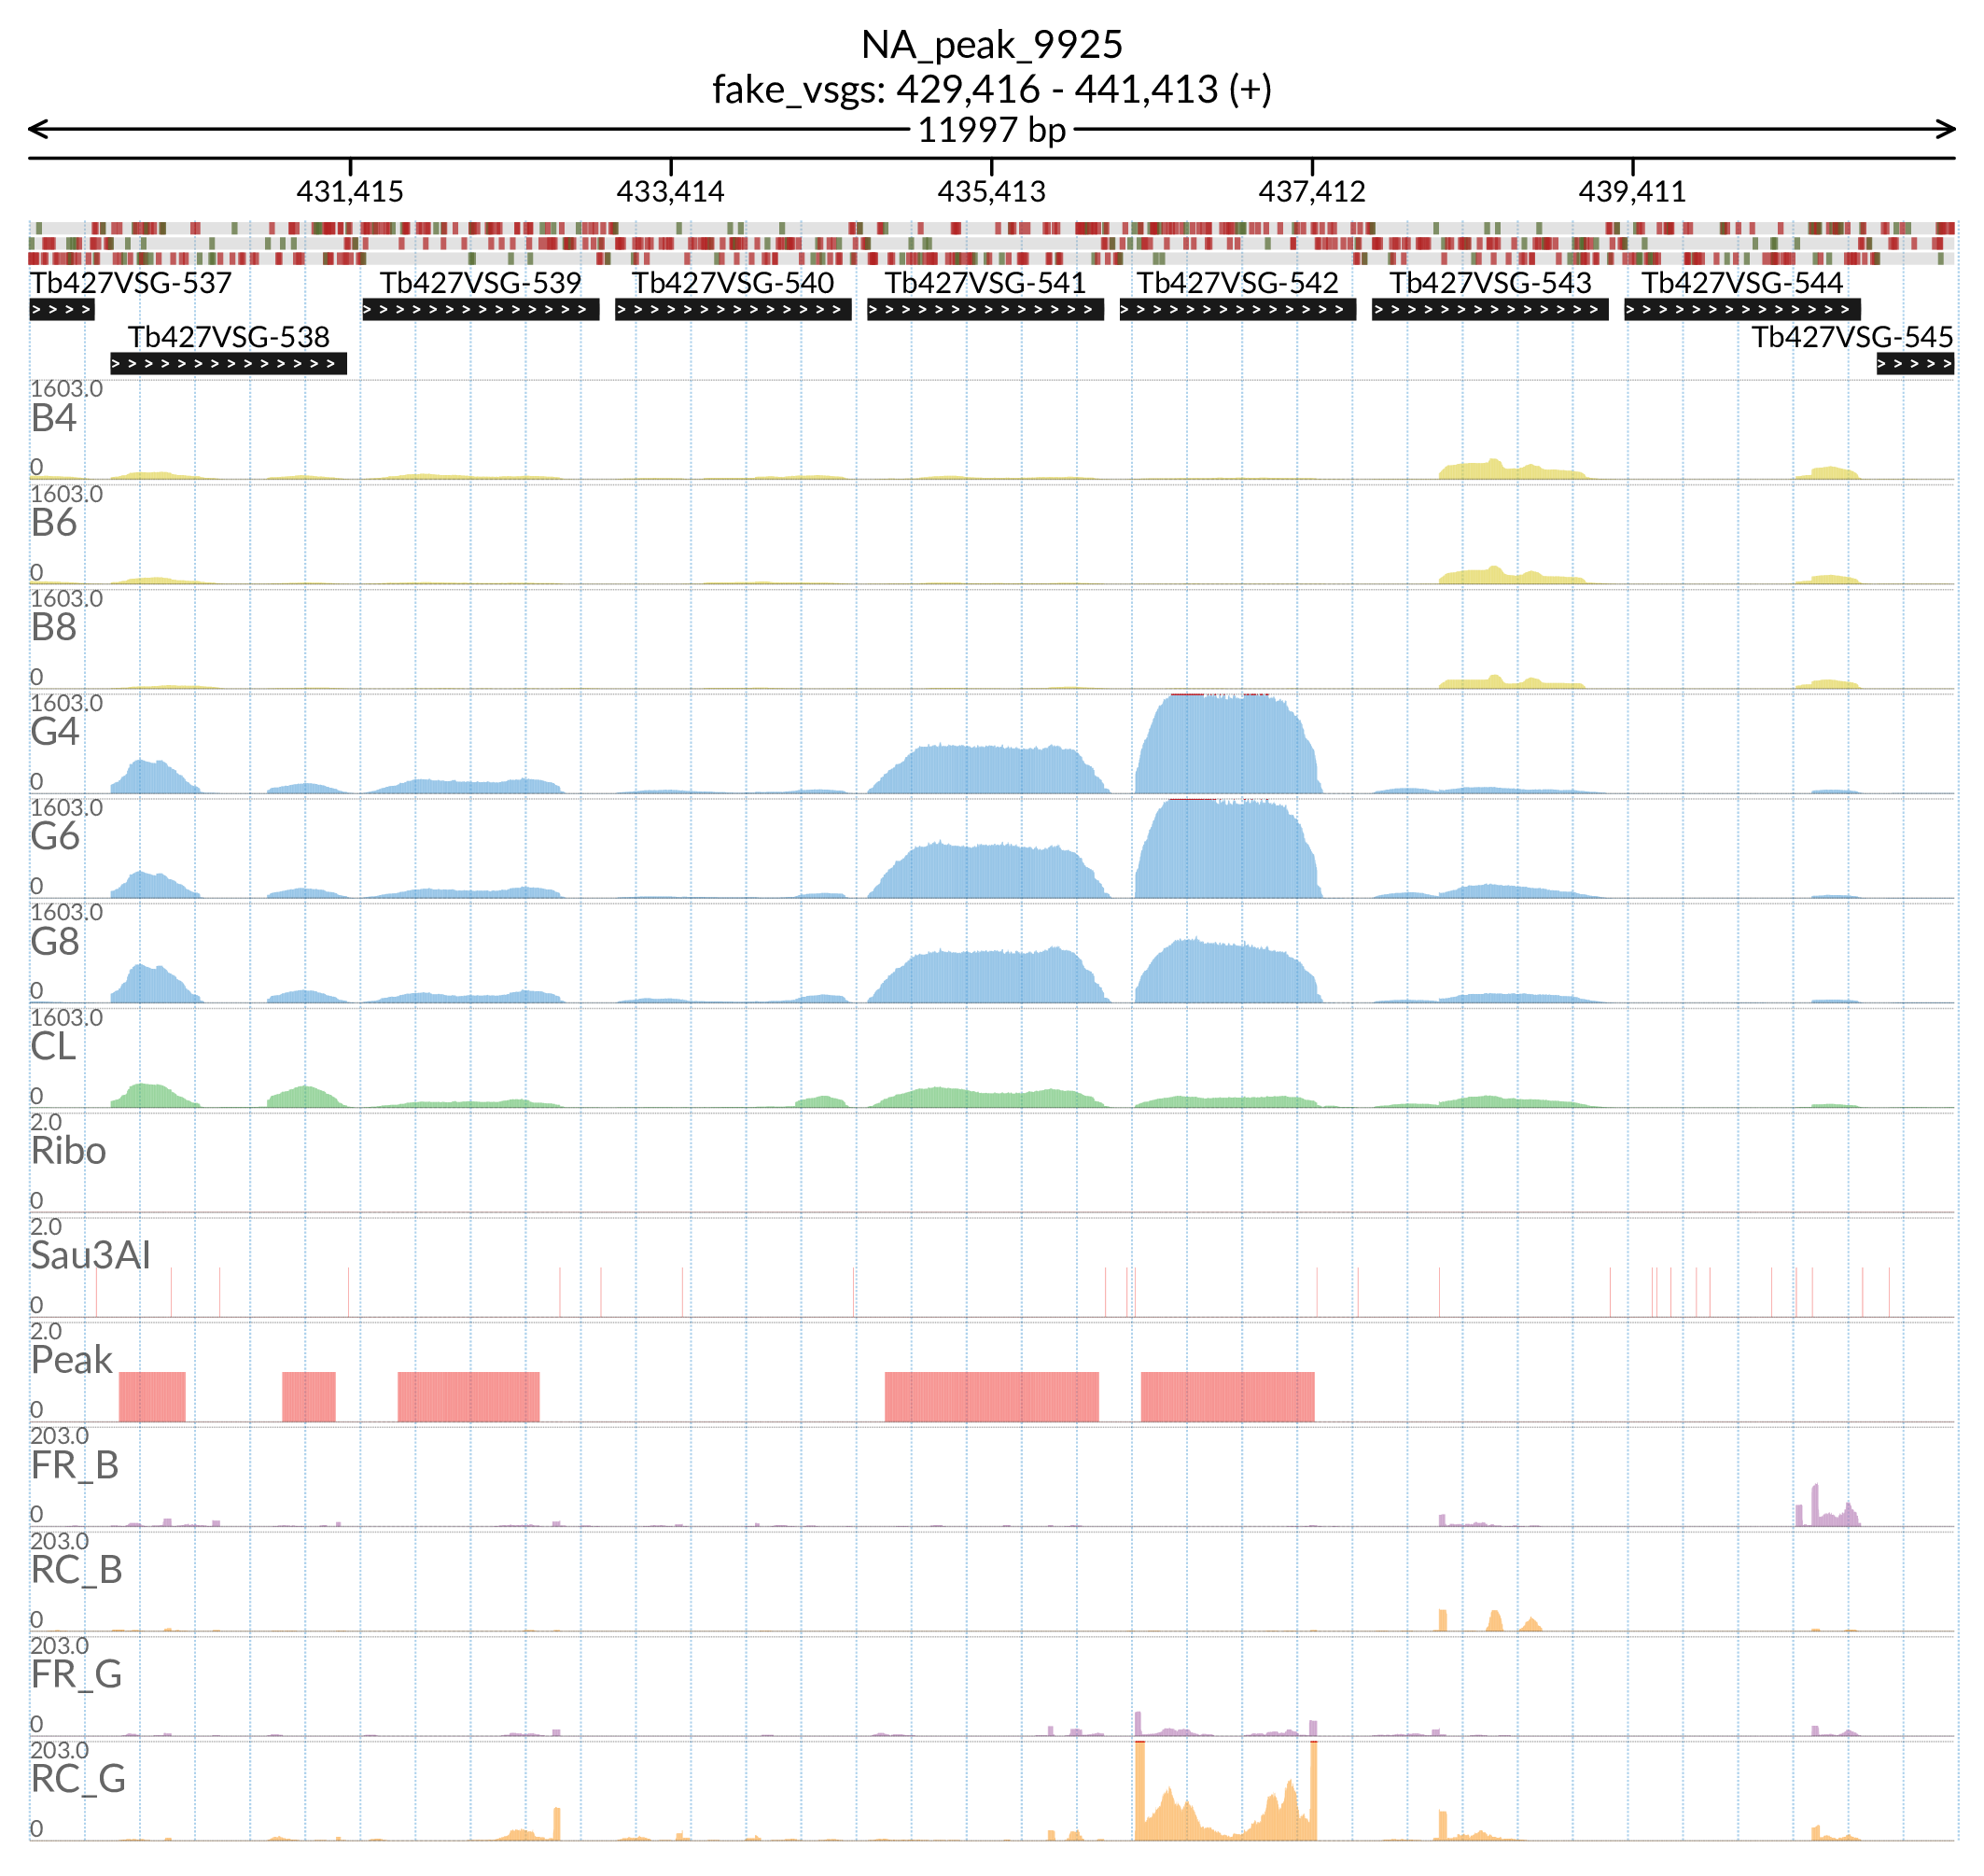 NA_peak_9925
fake_vsgs: 429,416 - 441,413 (+)
11997 bp
431,415 433,414 435,413 437,412 439,411
Tb427VSG-537 Tb427VSG-539 Tb427VSG-540 Tb427VSG-541 Tb427VSG-542 Tb427VSG-543 Tb427VSG-544
Tb427VSG-538 Tb427VSG-545
1603.0
B4
0
1603.0
B6
0
1603.0
B8
0
1603.0
G4
0
1603.0
G6
0
1603.0
G8
0
1603.0
CL
0
2.0
Ribo
0
2.0
Sau3AI
0
2.0
Peak
0
203.0
FR_B
0
203.0
RC_B
0
203.0
FR_G
0
203.0
RC_G
0